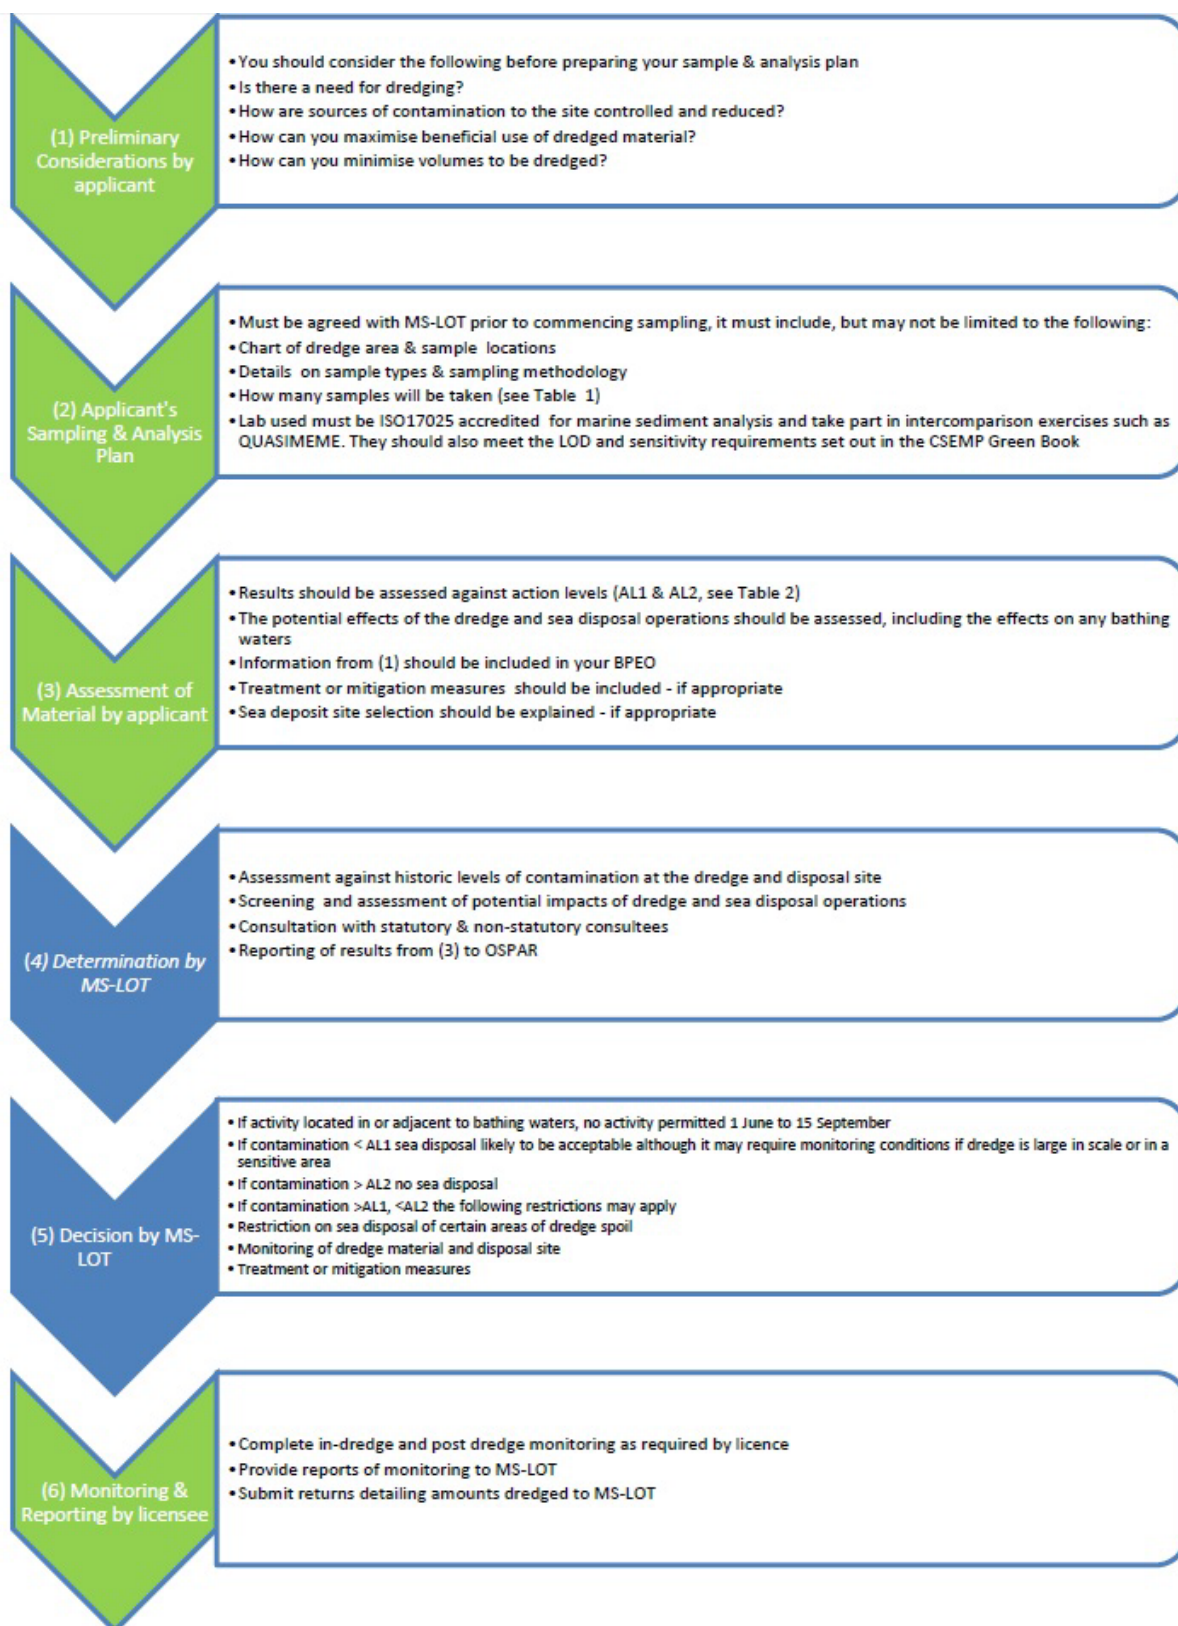 (1) Preliminary
Considerations by
applicant
•You should consider the following before preparing your sample & analysis plan
•Is there a need for dredging?
•How are sources of contamination to the site controlled and reduced?
•How can you maximise beneficial use of dredged material?
•How can you minimise volumes to be dredged?
(2) Applicant's
Sampling & Analysis
Plan
•Must be agreed with MS-LOT prior to commencing sampling, it must include, but may not be limited to the following:
•Chart of dredge area & sample locations
•Details on sample types & sampling methodology
•How many samples will be taken (see Table 1)
•Lab used must be ISO17025 accredited for marine sediment analysis and take part in intercomparison exercises such as
QUASIMEME. They should also meet the LOD and sensitivity requirements set out in the CSEMP Green Book
(3) Assessment of
Material by applicant
•Results should be assessed against action levels (AL1 & AL2, see Table 2)
•The potential effects of the dredge and sea disposal operations should be assessed, including the effects on any bathing
waters
•Information from (1) should be included in your BPEO
•Treatment or mitigation measures should be included - if appropriate
•Sea deposit site selection should be explained - if appropriate
(4) Determination by
MS-LOT
•Assessment against historic levels of contamination at the dredge and disposal site
•Screening and assessment of potential impacts of dredge and sea disposal operations
•Consultation with statutory & non-statutory consultees
•Reporting of results from (3) to OSPAR
(5) Decision by MS-
LOT
•If activity located in or adjacent to bathing waters, no activity permitted 1 June to 15 September
•If contamination < AL1 sea disposal likely to be acceptable although it may require monitoring conditions if dredge is large in scale or in a
sensitive area
•If contamination > AL2 no sea disposal
•If contamination >AL1, <AL2 the following restrictions may apply
•Restriction on sea disposal of certain areas of dredge spoil
•Monitoring of dredge material and disposal site
•Treatment or mitigation measures
(6) Monitoring &
Reporting by licensee
•Complete in-dredge and post dredge monitoring as required by licence
•Provide reports of monitoring to MS-LOT
•Submit returns detailing amounts dredged to MS-LOT